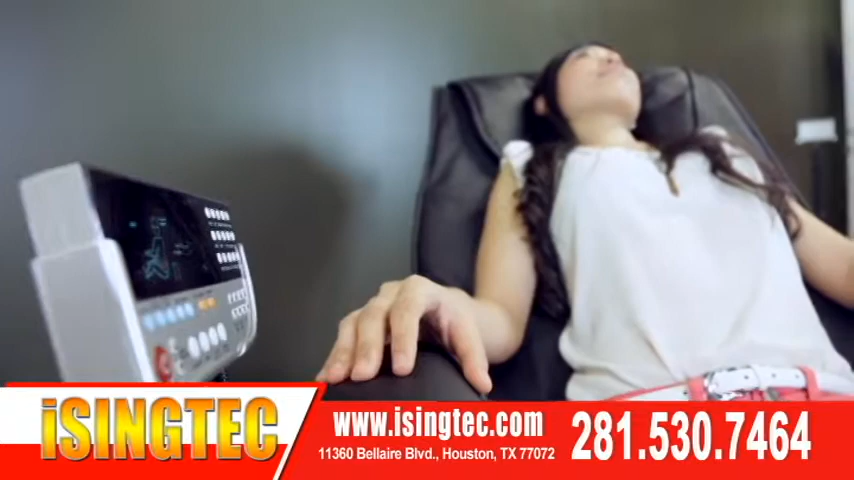 iSINGTEC
www.isingtec.com
11360 Bellaire Blvd., Houston, TX 77072
281.530.7464